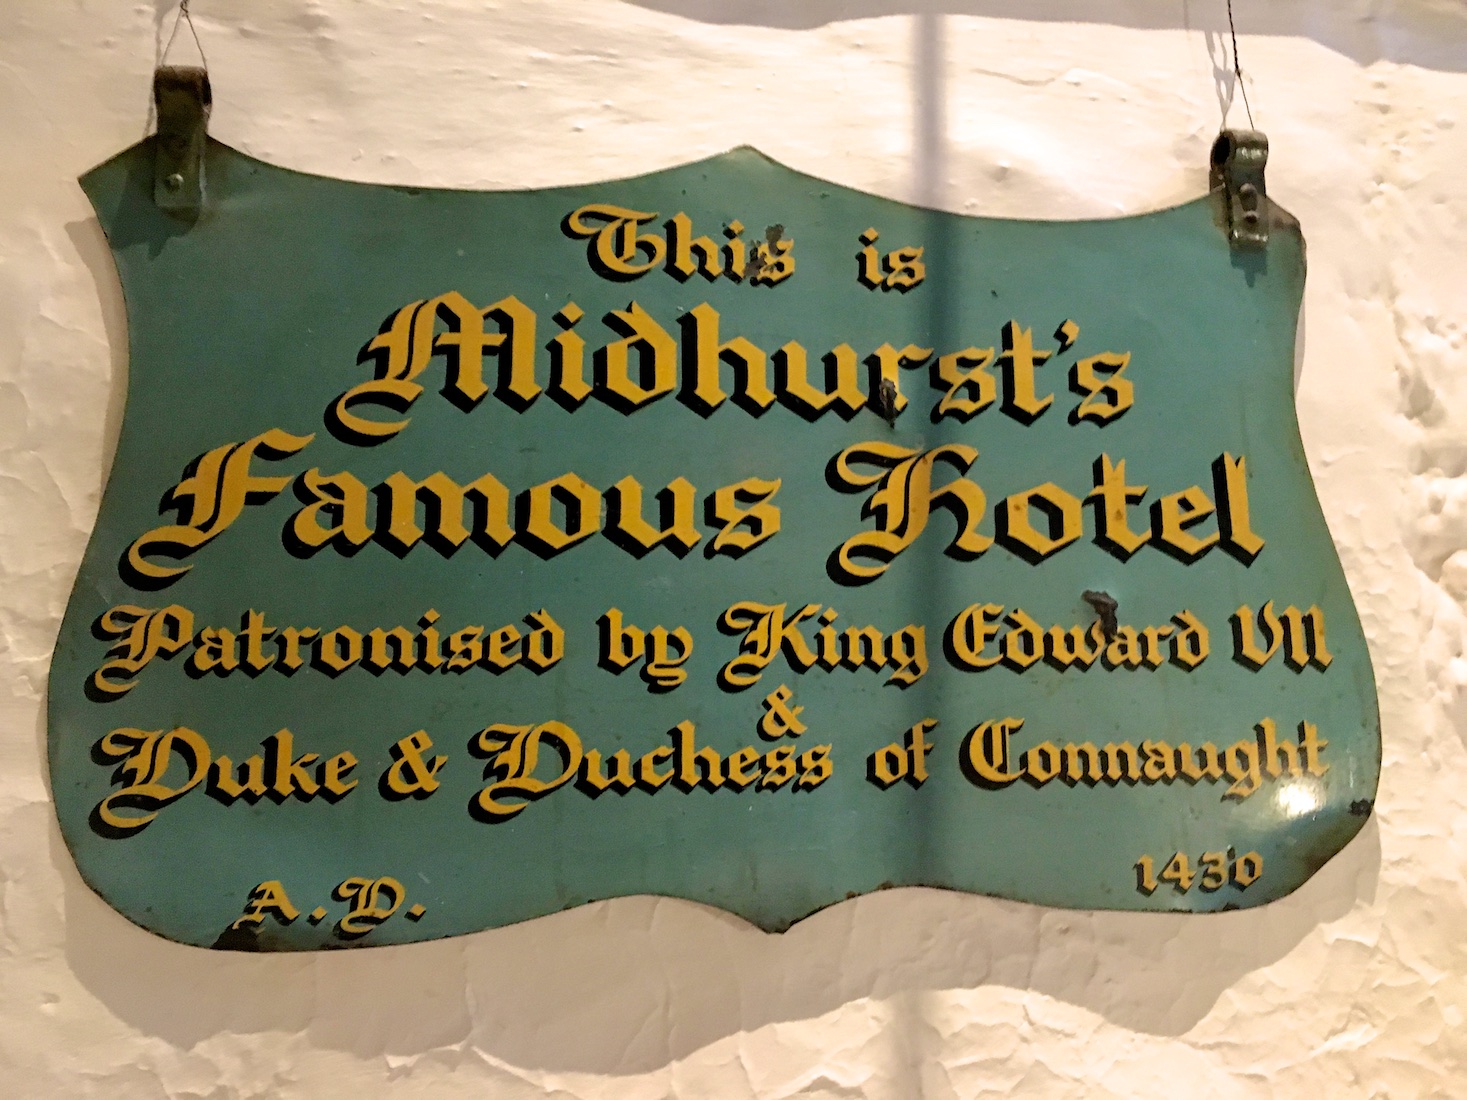 This is
Midhurst's
Famous Hotel
Patronised by King Edward VII
&
Duke & Duchess of Connaught
A.D. 1430